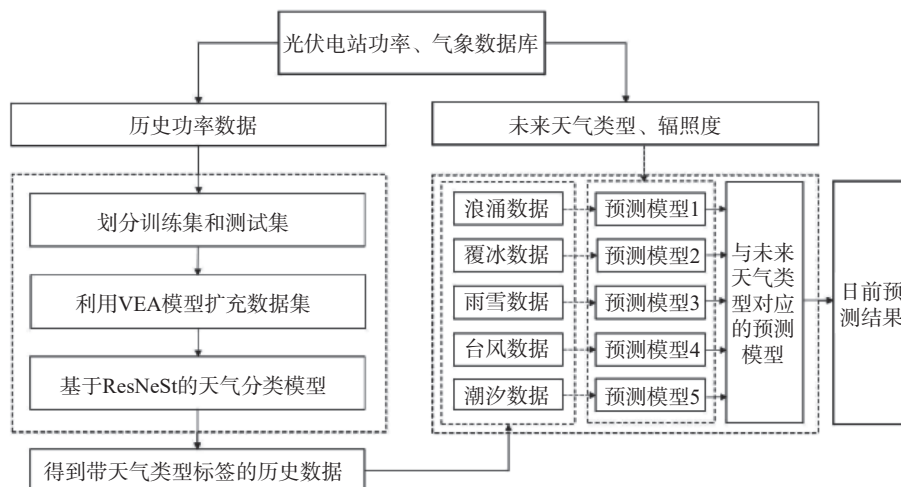 光伏电站功率、气象数据库
历史功率数据
未来天气类型、辐照度
划分训练集和测试集
利用VEA模型扩充数据集
基于ResNeSt的天气分类模型
得到带天气类型标签的历史数据
浪涌数据
覆冰数据
雨雪数据
台风数据
潮汐数据
预测模型1
预测模型2
预测模型3
预测模型4
预测模型5
与未来
天气类
型对应
的预测
模型
日前预
测结果